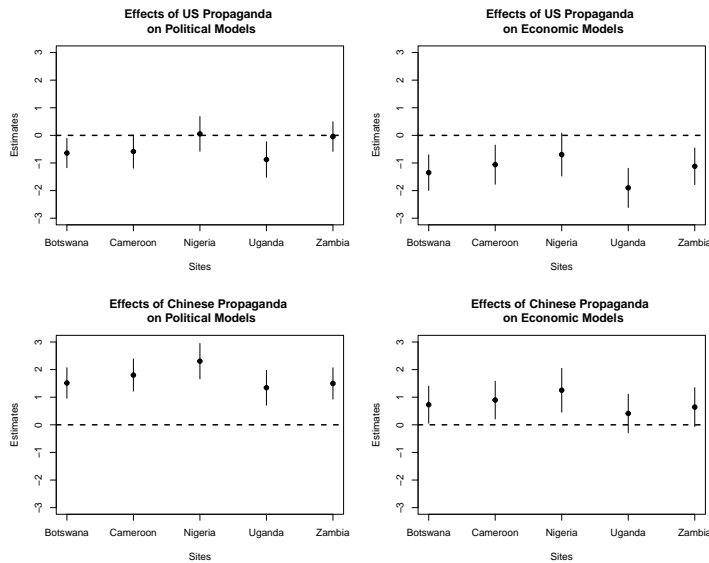 Effects of US Propaganda
on Political Models
Estimates
3
2
1
0
−1
−2
−3
Botswana Cameroon Nigeria Uganda Zambia
Sites
Effects of US Propaganda
on Economic Models
Estimates
3
2
1
0
−1
−2
−3
Botswana Cameroon Nigeria Uganda Zambia
Sites
Effects of Chinese Propaganda
on Political Models
Estimates
3
2
1
0
−1
−2
−3
Botswana Cameroon Nigeria Uganda Zambia
Sites
Effects of Chinese Propaganda
on Economic Models
Estimates
3
2
1
0
−1
−2
−3
Botswana Cameroon Nigeria Uganda Zambia
Sites